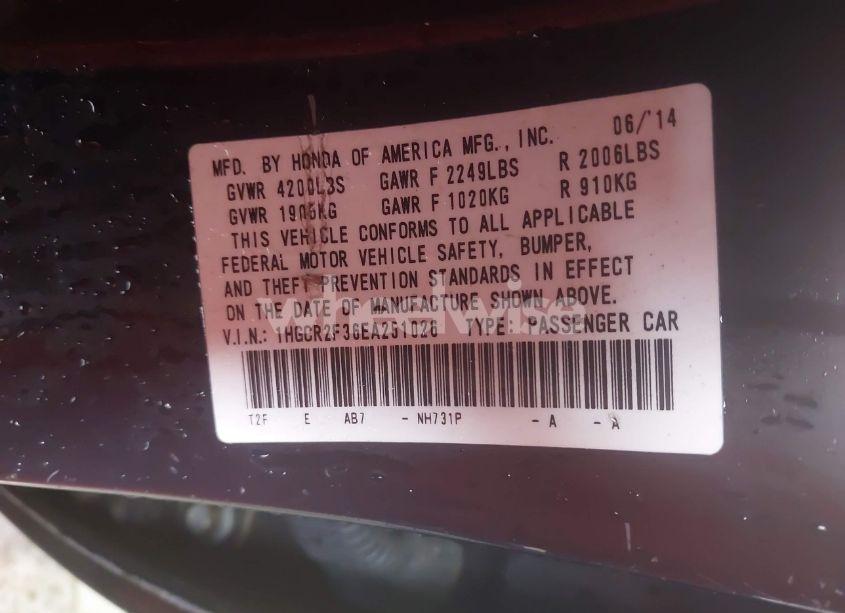 06/'14
MFD. BY HONDA OF AMERICA MFG., INC.
GVWR 4200LBS GAWR F 2249LBS R 2006LBS
GVWR 1905KG GAWR F 1020KG R 910KG
THIS VEHICLE CONFORMS TO ALL APPLICABLE
FEDERAL MOTOR VEHICLE SAFETY, BUMPER,
AND THEFT PREVENTION STANDARDS IN EFFECT
ON THE DATE OF MANUFACTURE SHOWN ABOVE.
wiredwise
V.I.N.: TYPE: PASSENGER CAR
T2F E AB7 - NH731P - A - A